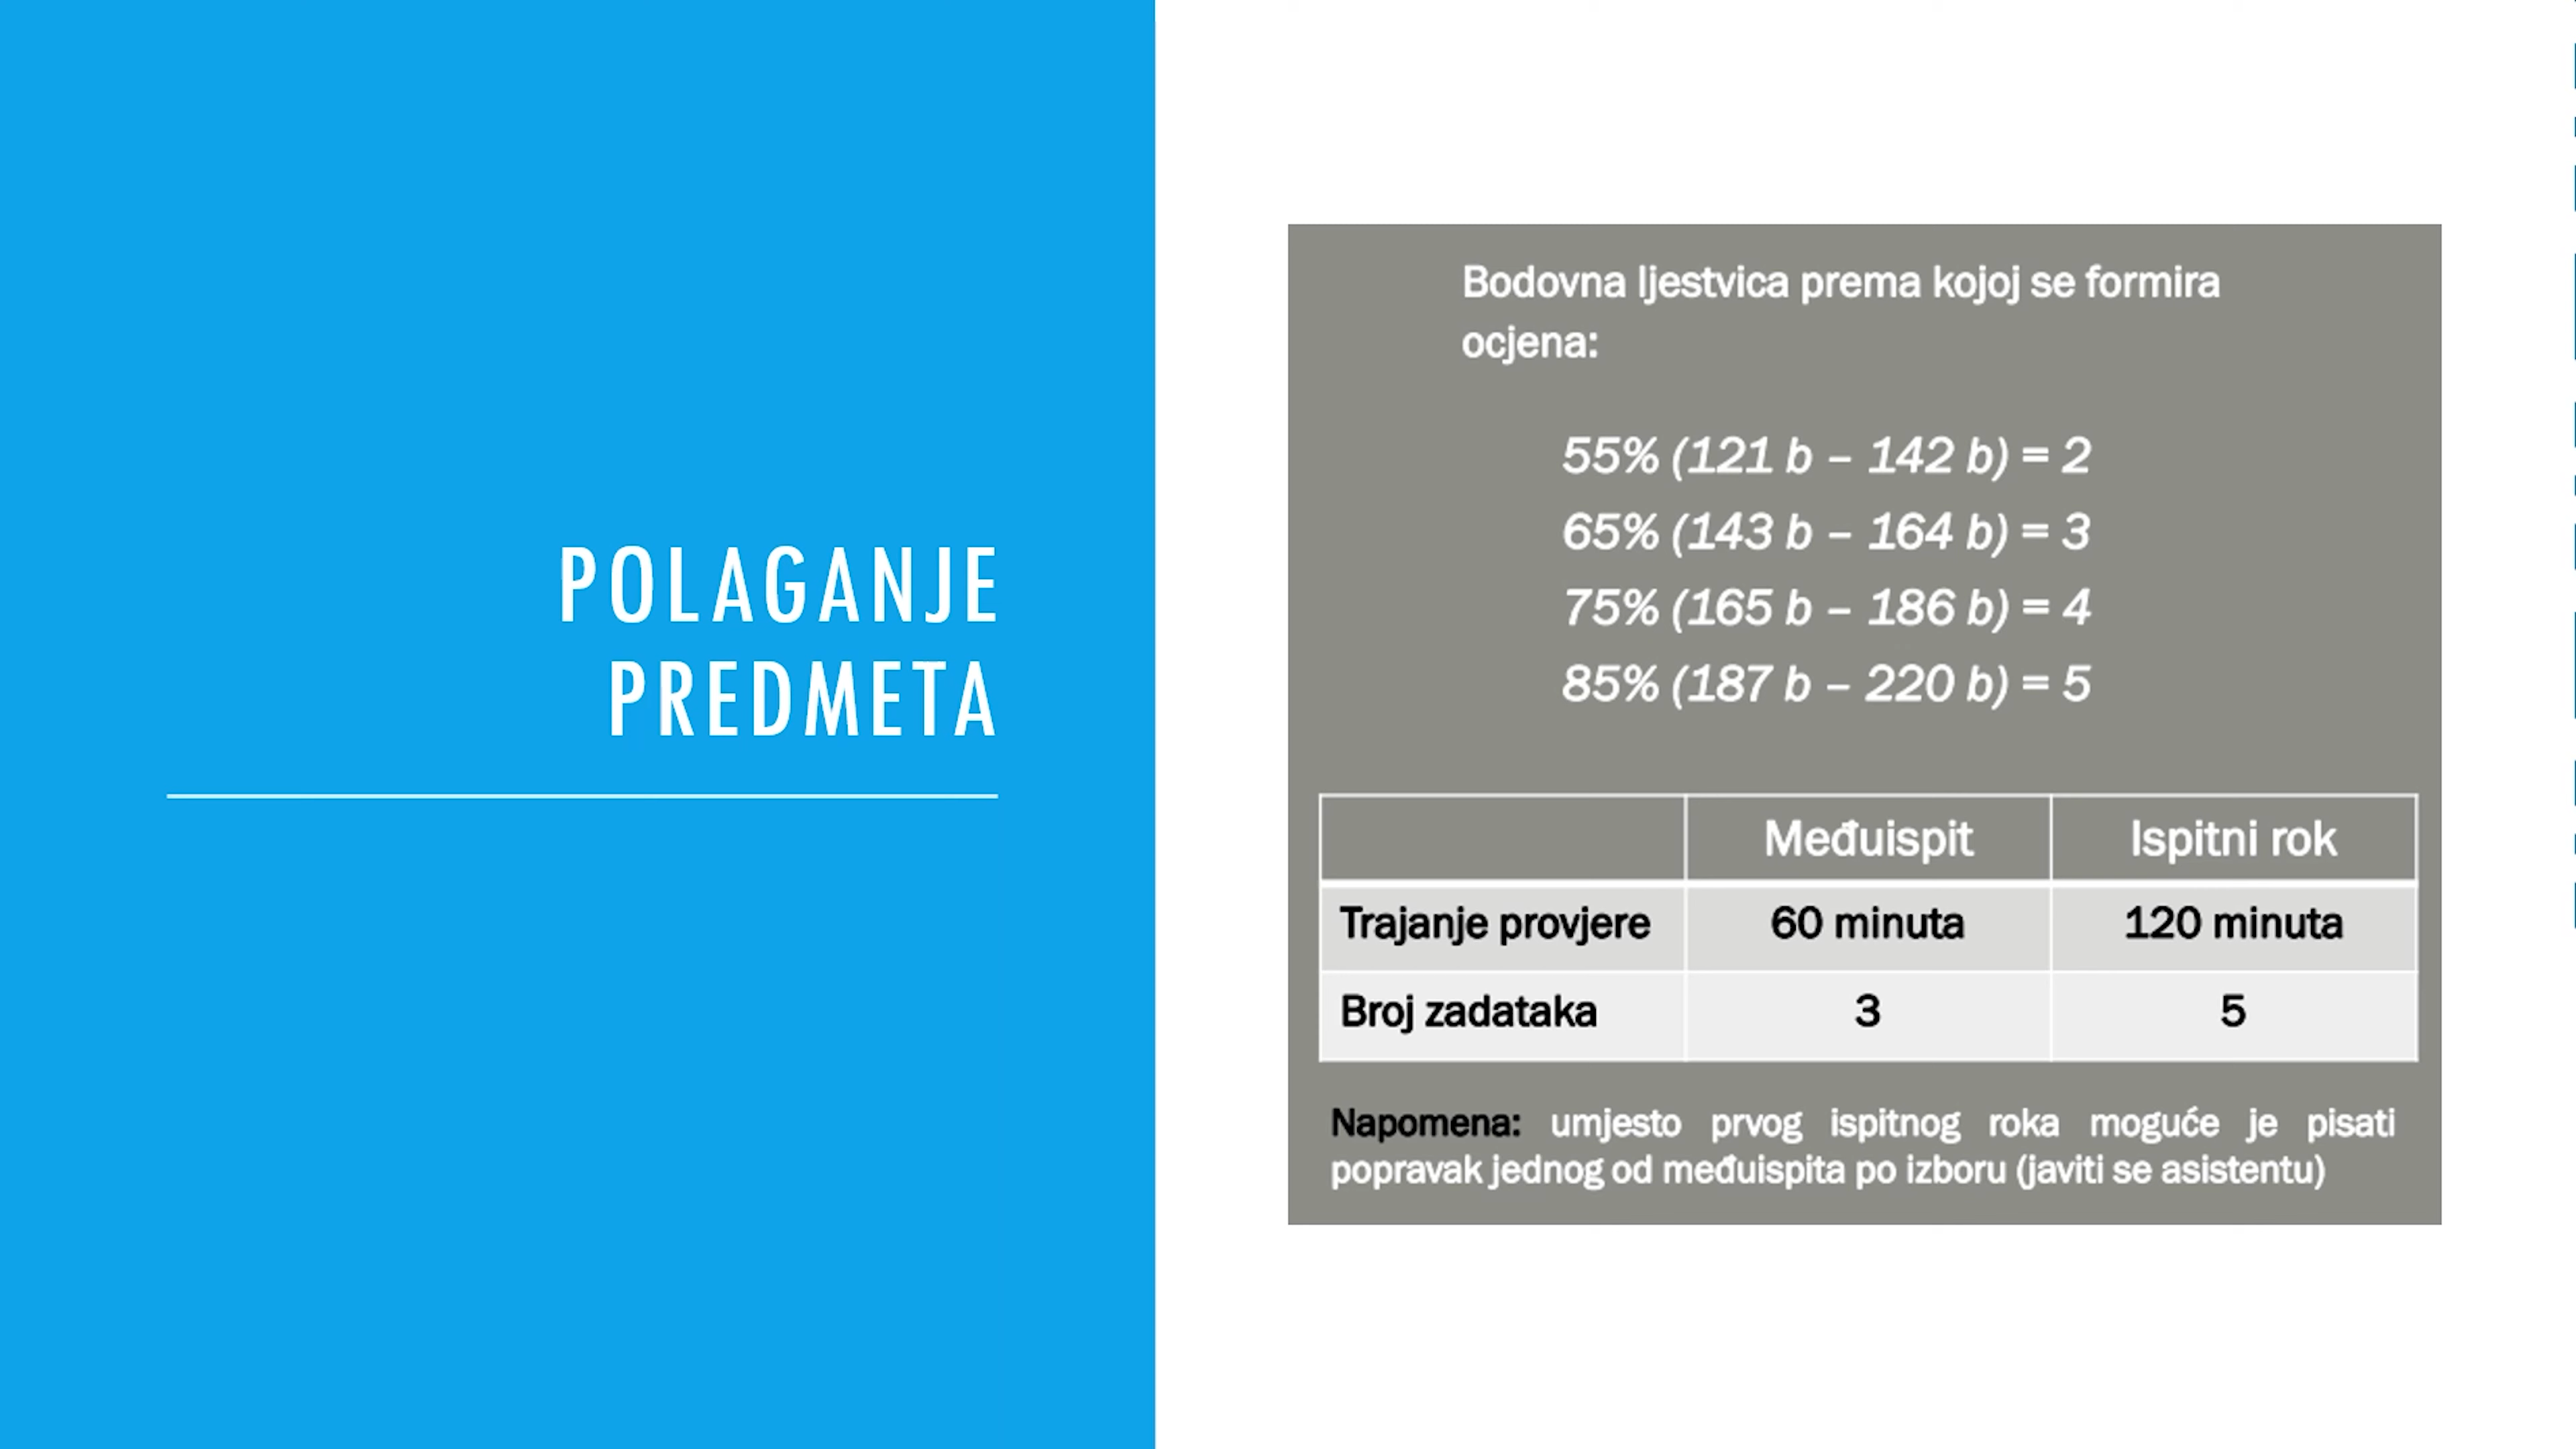 POLAGANJE
PREDMETA
Bodovna ljestvica prema kojoj se formira
ocjena:
55% (121 b – 142 b) = 2
65% (143 b – 164 b) = 3
75% (165 b – 186 b) = 4
85% (187 b – 220 b) = 5
Međuispit Ispitni rok
Trajanje provjere 60 minuta 120 minuta
Broj zadataka 3 5
Napomena: umjesto prvog ispitnog roka moguće je pisati
popravak jednog od međuispita po izboru (javiti se asistentu)